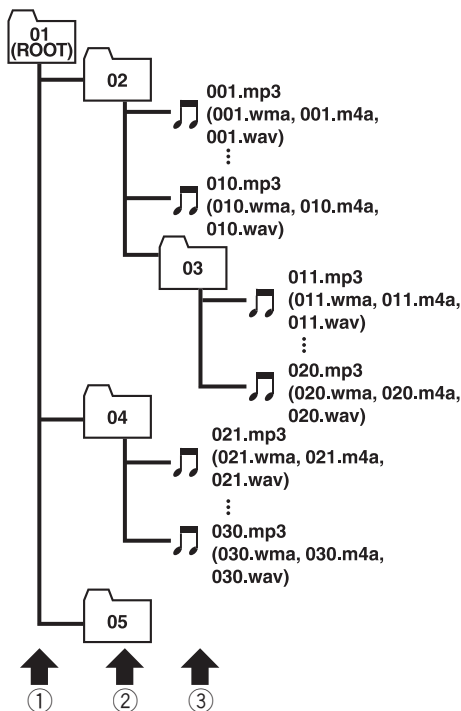 01
(ROOT)
02
001.mp3
(001.wma, 001.m4a,
001.wav)
010.mp3
(010.wma, 010.m4a,
010.wav)
03
011.mp3
(011.wma, 011.m4a,
011.wav)
020.mp3
(020.wma, 020.m4a,
020.wav)
04
021.mp3
(021.wma, 021.m4a,
021.wav)
030.mp3
(030.wma, 030.m4a,
030.wav)
05
① ② ③